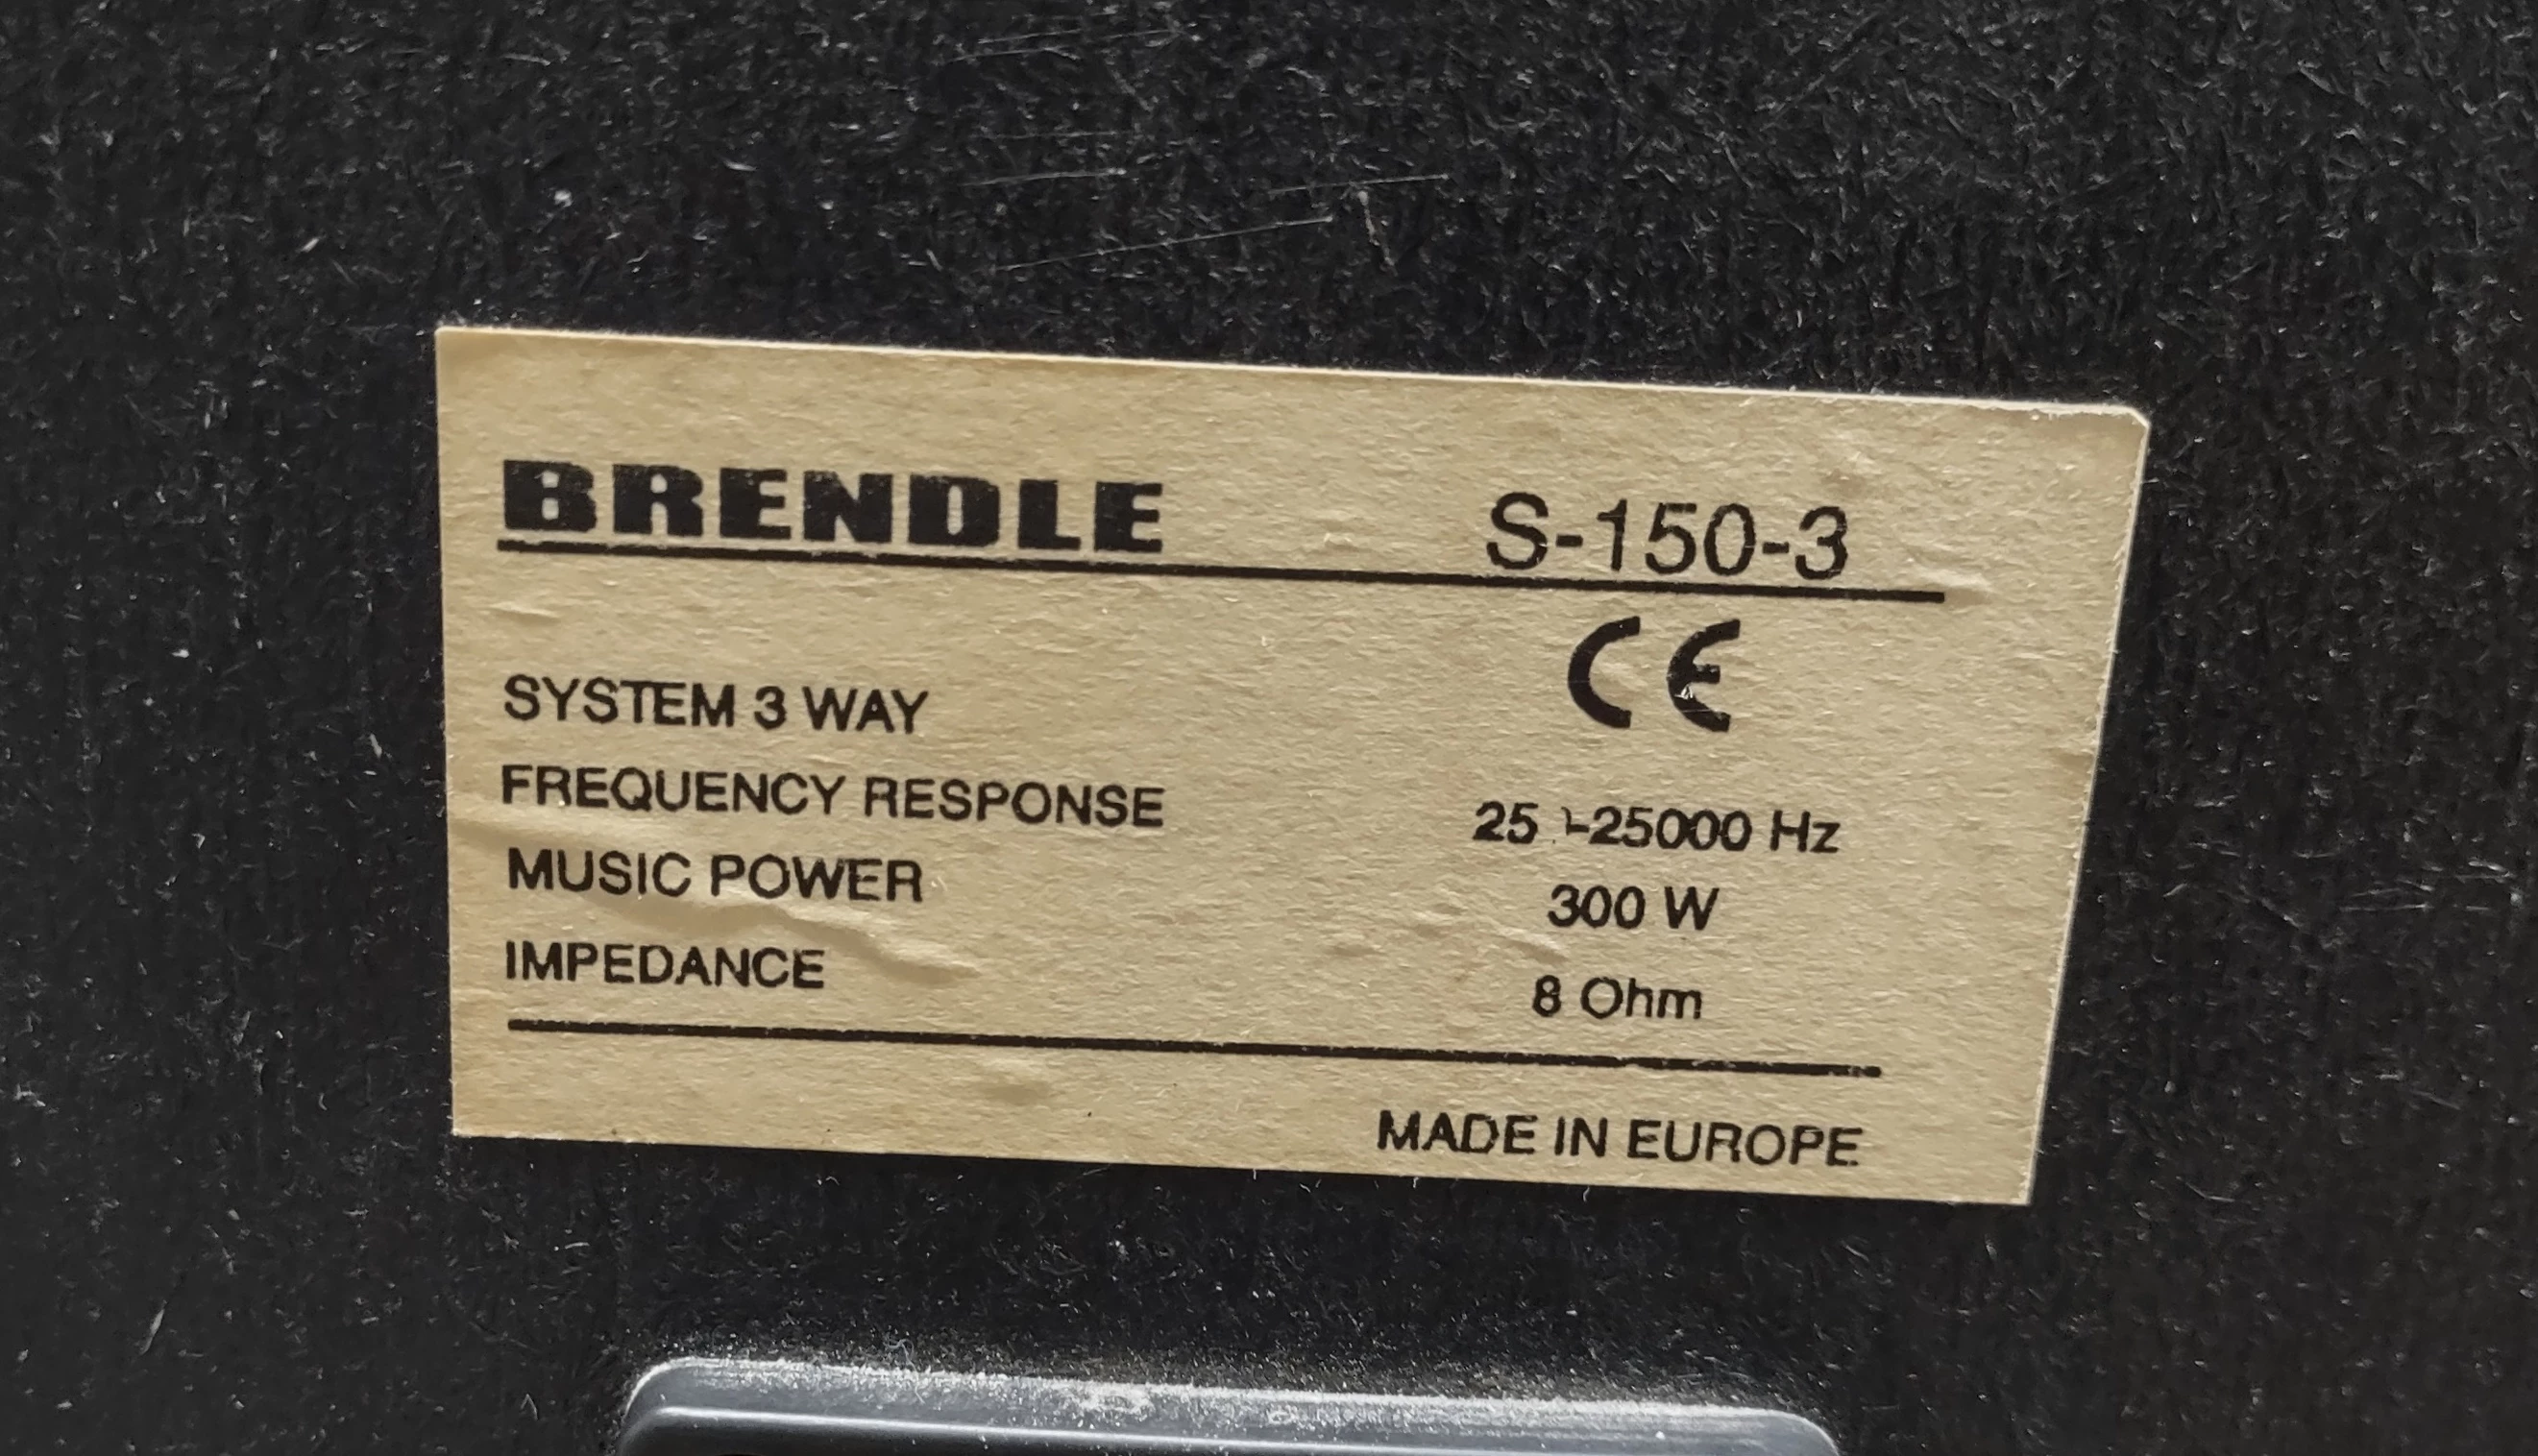 BRENDLE S-150-3
CE
SYSTEM 3 WAY
FREQUENCY RESPONSE 25 -25000 Hz
MUSIC POWER 300 W
IMPEDANCE 8 Ohm
MADE IN EUROPE